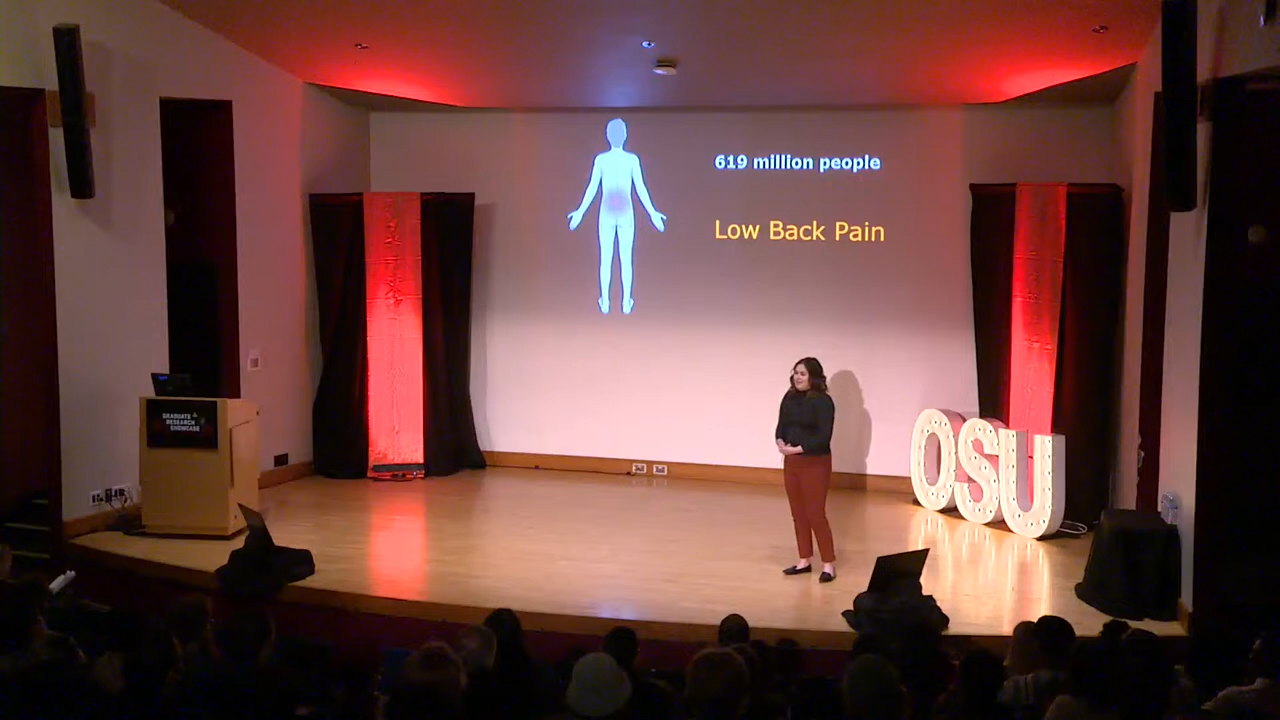 619 million people
Low Back Pain
GRADUATE
RESEARCH
SHOWCASE
OSU